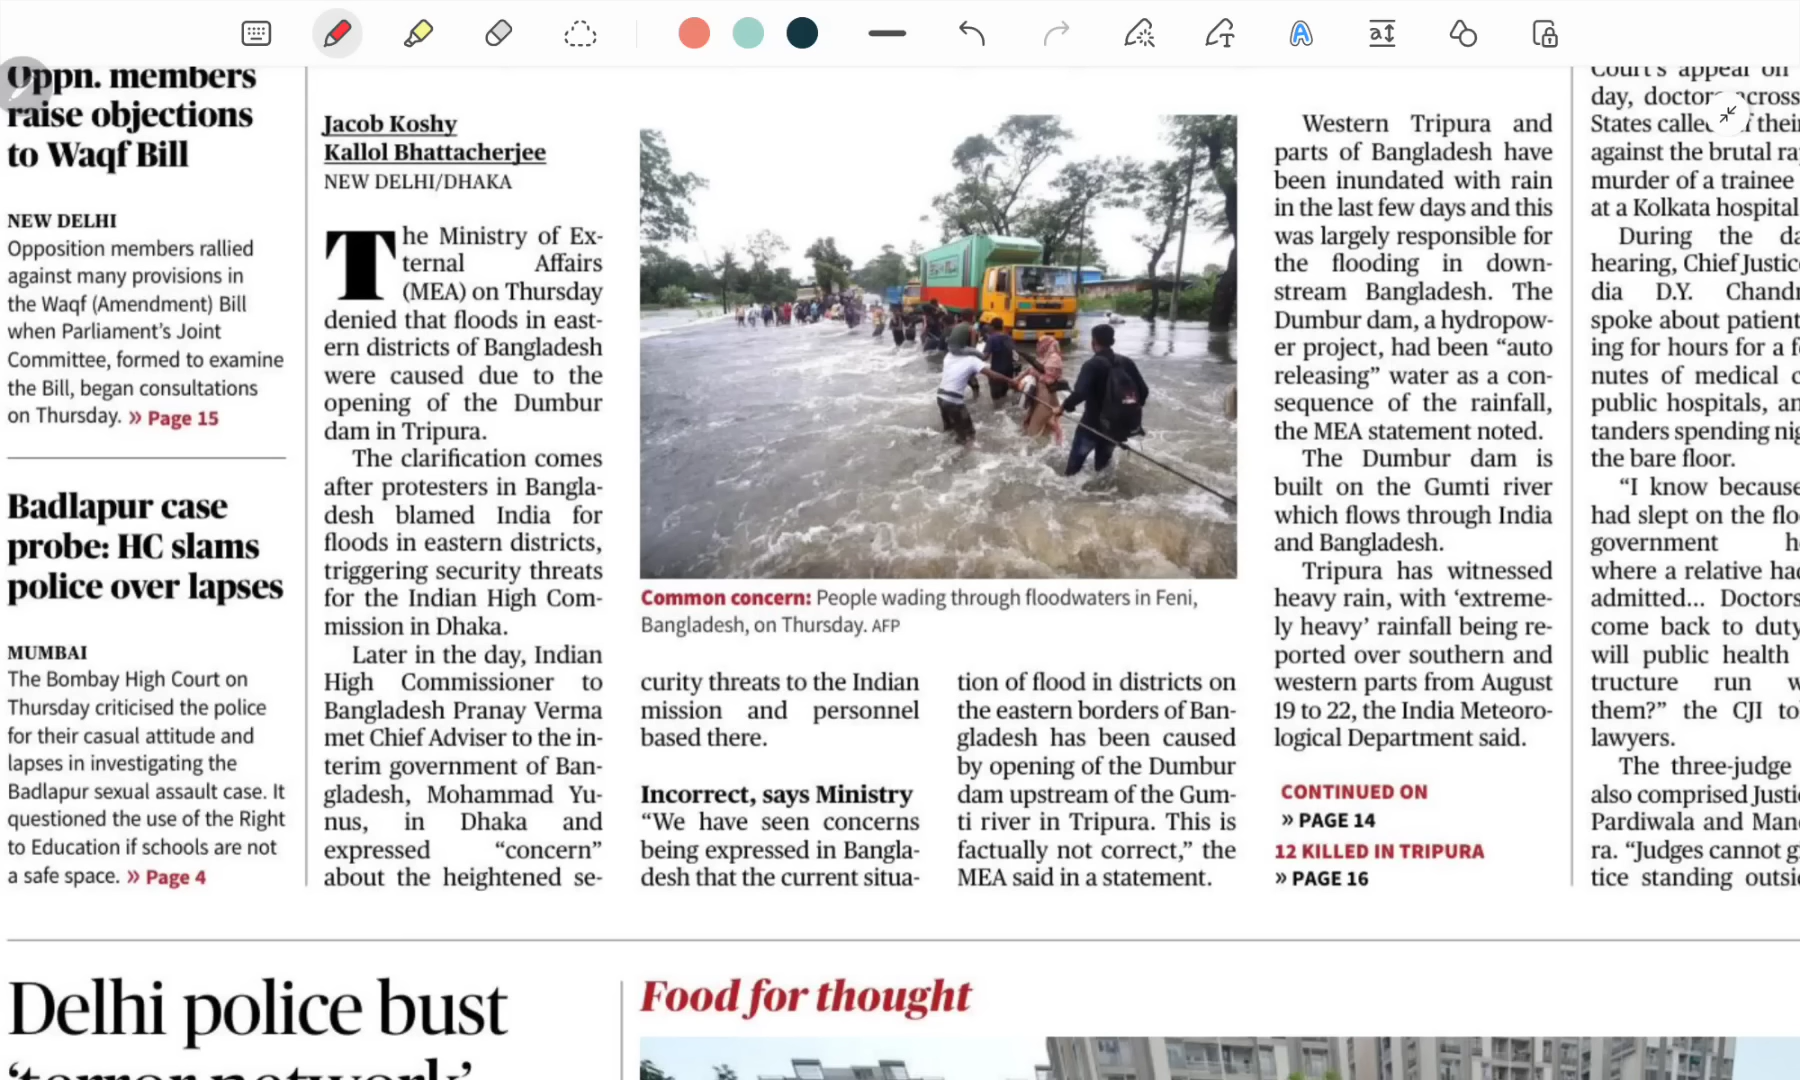 Oppn. members
raise objections
to Waqf Bill
NEW DELHI
Opposition members rallied
against many provisions in
the Waqf (Amendment) Bill
when Parliament’s Joint
Committee, formed to examine
the Bill, began consultations
on Thursday. » Page 15
Badlapur case
probe: HC slams
police over lapses
MUMBAI
The Bombay High Court on
Thursday criticised the police
for their casual attitude and
lapses in investigating the
Badlapur sexual assault case. It
questioned the use of the Right
to Education if schools are not
a safe space. » Page 4
Jacob Koshy
Kallol Bhattacherjee
NEW DELHI/DHAKA
The Ministry of Ex-
ternal Affairs
(MEA) on Thursday
denied that floods in east-
ern districts of Bangladesh
were caused due to the
opening of the Dumbur
dam in Tripura.
The clarification comes
after protesters in Bangla-
desh blamed India for
floods in eastern districts,
triggering security threats
for the Indian High Com-
mission in Dhaka.
Later in the day, Indian
High Commissioner to
Bangladesh Pranay Verma
met Chief Adviser to the in-
terim government of Ban-
gladesh, Mohammad Yu-
nus, in Dhaka and
expressed “concern”
about the heightened se-
Common concern: People wading through floodwaters in Feni,
Bangladesh, on Thursday. AFP
curity threats to the Indian
mission and personnel
based there.
Incorrect, says Ministry
“We have seen concerns
being expressed in Bangla-
desh that the current situa-
tion of flood in districts on
the eastern borders of Ban-
gladesh has been caused
by opening of the Dumbur
dam upstream of the Gum-
ti river in Tripura. This is
factually not correct,” the
MEA said in a statement.
Western Tripura and
parts of Bangladesh have
been inundated with rain
in the last few days and this
was largely responsible for
the flooding in down-
stream Bangladesh. The
Dumbur dam, a hydropow-
er project, had been “auto
releasing” water as a con-
sequence of the rainfall,
the MEA statement noted.
The Dumbur dam is
built on the Gumti river
which flows through India
and Bangladesh.
Tripura has witnessed
heavy rain, with ‘extreme-
ly heavy’ rainfall being re-
ported over southern and
western parts from August
19 to 22, the India Meteoro-
logical Department said.
CONTINUED ON
» PAGE 14
12 KILLED IN TRIPURA
» PAGE 16
Court’s appeal on
day, doctors across
States called their
against the brutal
murder of a trainee
at a Kolkata hospital
During the
hearing, Chief Justice
dia D.Y.
spoke about
ing for hours for a
nutes of medical
public hospitals,
tanders spending
the bare floor.
“I know because
had slept on the
government
where a relative
admitted... Doctors
come back to duty
will public health
tructure run
them?” the CJI
lawyers.
The three-judge
also comprised
Pardiwala and
ra. “Judges cannot
tice standing
Delhi police bust
‘terror network’
Food for thought